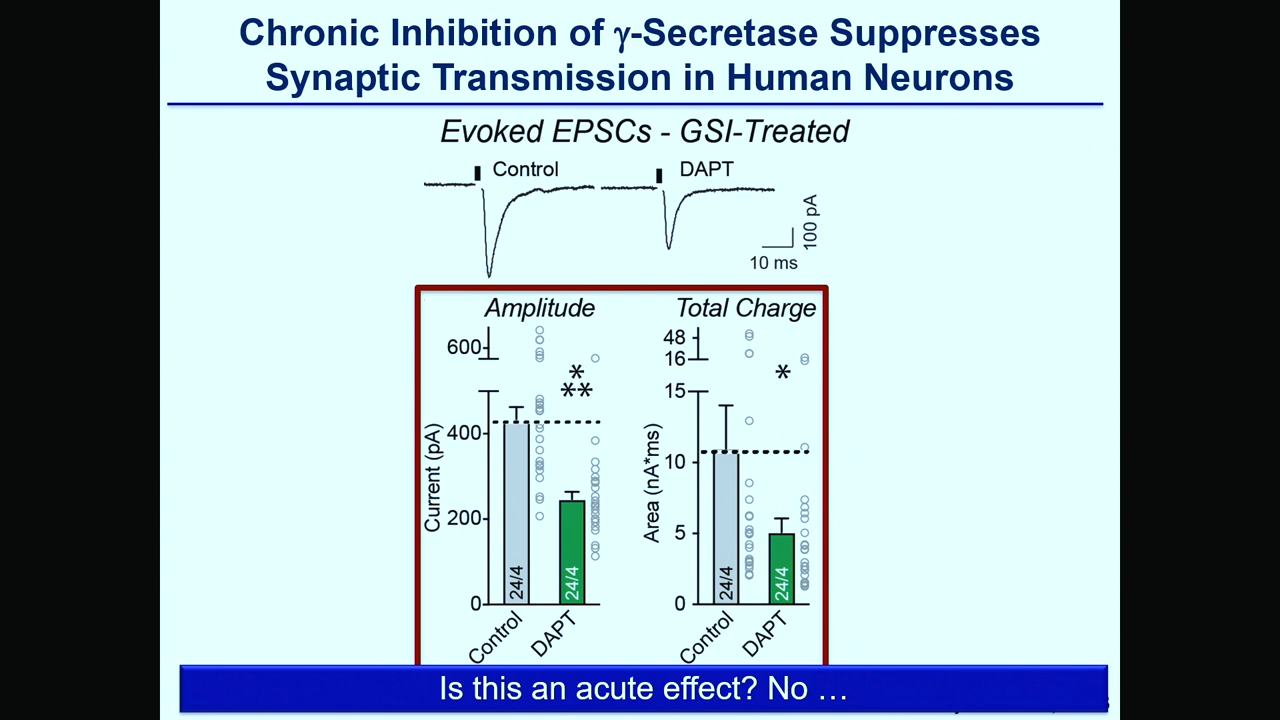 Chronic Inhibition of γ-Secretase Suppresses
Synaptic Transmission in Human Neurons
Evoked EPSCs - GSI-Treated
Control
DAPT
100 pA
10 ms
Amplitude
Current (pA)
600
400
200
0
*
**
24/4
24/4
Control
DAPT
Total Charge
Area (nA*ms)
48
16
15
10
5
0
*
24/4
24/4
Control
DAPT
Is this an acute effect? No …